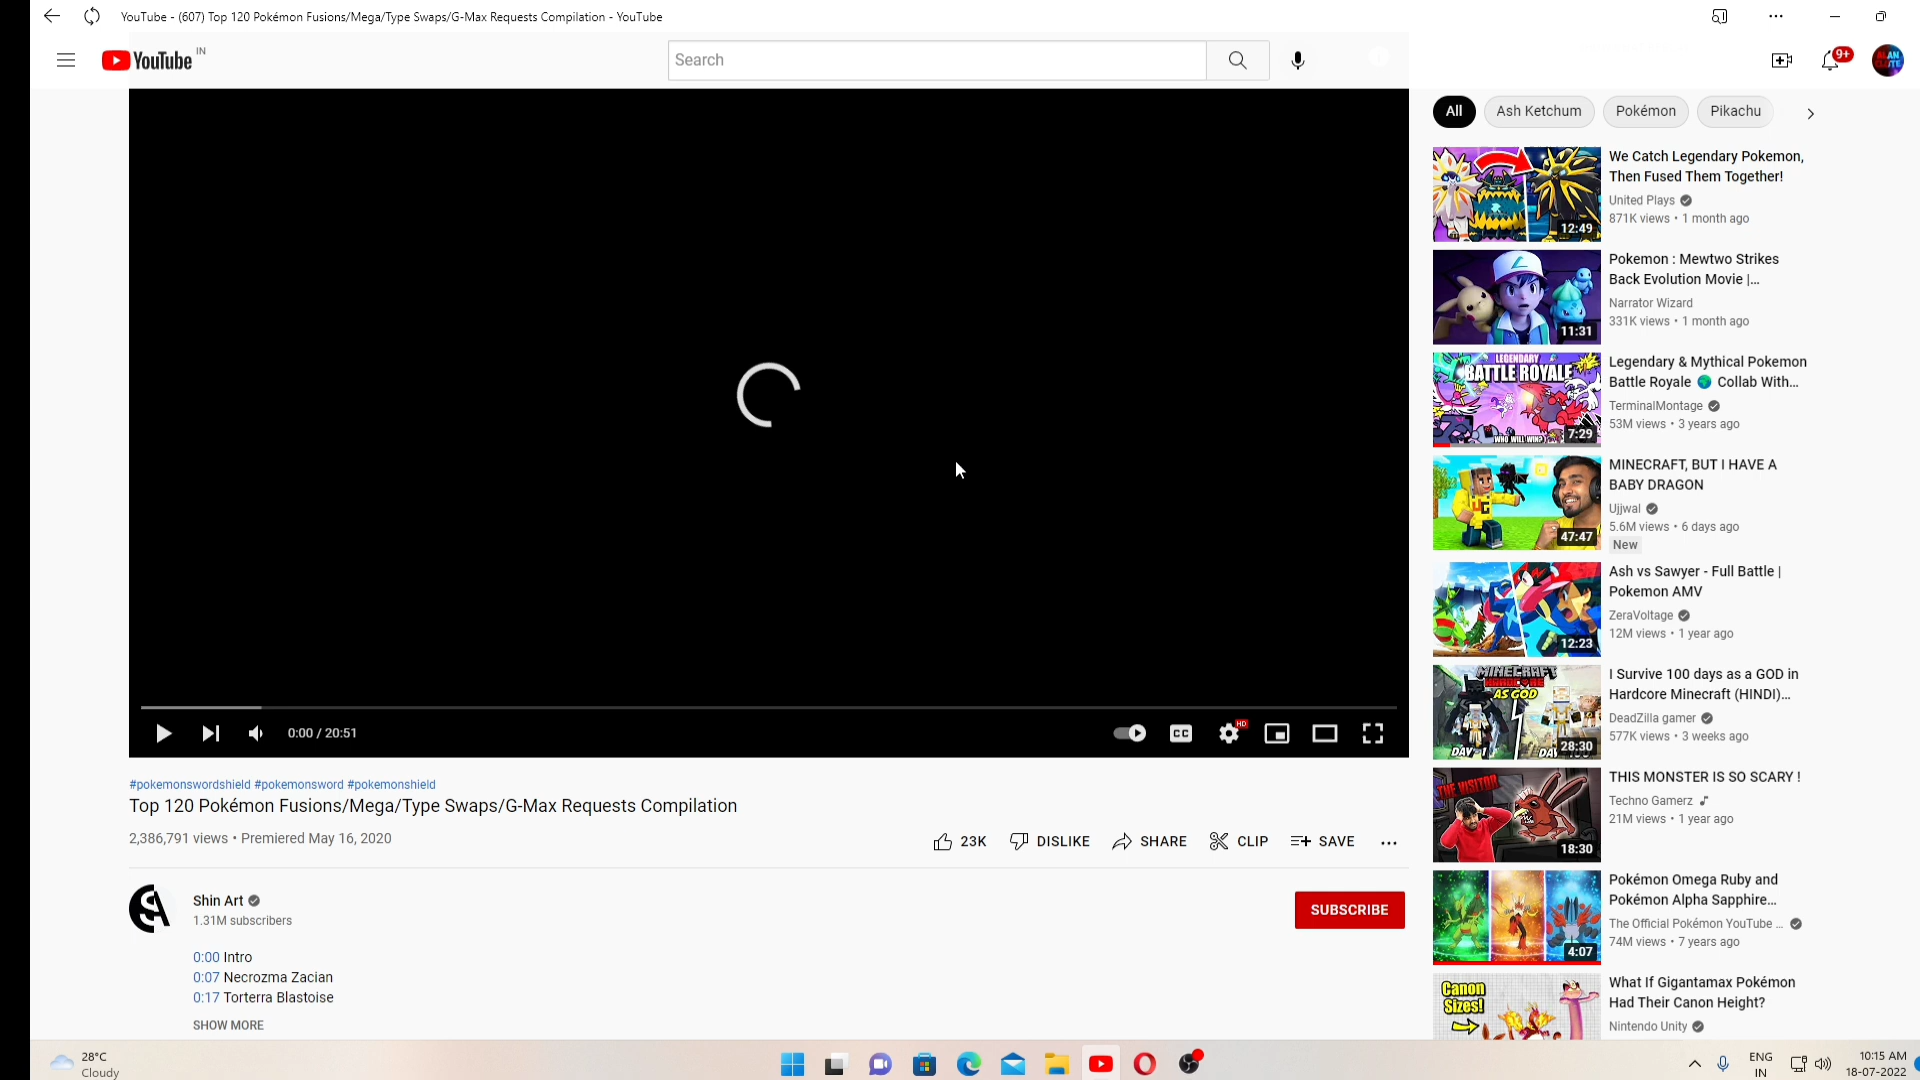 YouTube - (607) Top 120 Pokémon Fusions/Mega/Type Swaps/G-Max Requests Compilation - YouTube
YouTube IN
Search
9+
All
Ash Ketchum
Pokémon
Pikachu
12:49
We Catch Legendary Pokemon,
Then Fused Them Together!
United Plays
871K views • 1 month ago
11:31
Pokemon : Mewtwo Strikes
Back Evolution Movie |...
Narrator Wizard
331K views • 1 month ago
LEGENDARY
BATTLE ROYALE
WHO WILL WIN?
7:29
Legendary & Mythical Pokemon
Battle Royale 🌍 Collab With...
TerminalMontage
53M views • 3 years ago
47:47
MINECRAFT, BUT I HAVE A
BABY DRAGON
Ujjwal
5.6M views • 6 days ago
New
12:23
Ash vs Sawyer - Full Battle |
Pokemon AMV
ZeraVoltage
12M views • 1 year ago
MINECRAFT
HARDCORE
AS GOD
DAY-1
28:30
I Survive 100 days as a GOD in
Hardcore Minecraft (HINDI)...
DeadZilla gamer
577K views • 3 weeks ago
THE VISITOR
18:30
THIS MONSTER IS SO SCARY !
Techno Gamerz
21M views • 1 year ago
4:07
Pokémon Omega Ruby and
Pokémon Alpha Sapphire...
The Official Pokémon YouTube ...
74M views • 7 years ago
Canon
Sizes!
What If Gigantamax Pokémon
Had Their Canon Height?
Nintendo Unity
0:00 / 20:51
CC
HD
#pokemonswordshield #pokemonsword #pokemonshield
Top 120 Pokémon Fusions/Mega/Type Swaps/G-Max Requests Compilation
2,386,791 views • Premiered May 16, 2020
23K
DISLIKE
SHARE
CLIP
SAVE
Shin Art
1.31M subscribers
SUBSCRIBE
0:00 Intro
0:07 Necrozma Zacian
0:17 Torterra Blastoise
SHOW MORE
28°C
Cloudy
ENG
IN
10:15 AM
18-07-2022